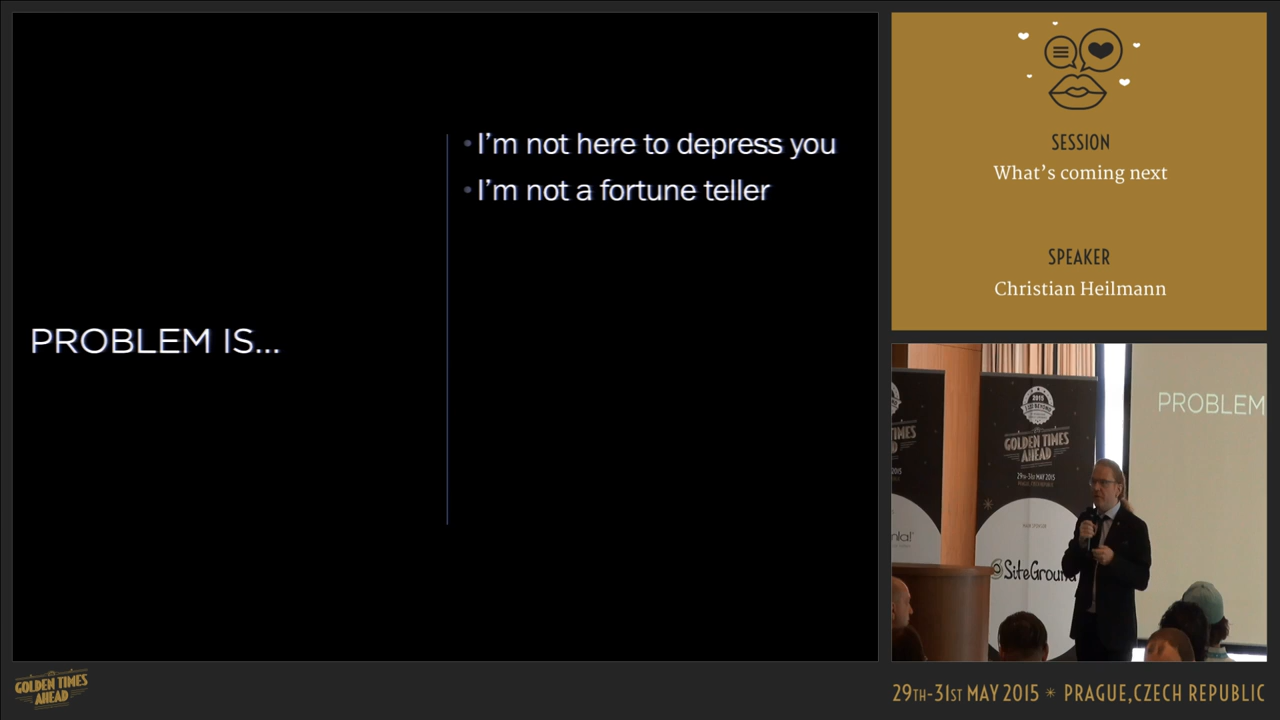 PROBLEM IS...
• I’m not here to depress you
• I’m not a fortune teller
SESSION
What’s coming next
SPEAKER
Christian Heilmann
PROBLEM
2015
GOLDEN TIMES
AHEAD
29TH-31ST MAY 2015
SiteGround
GOLDEN TIMES
AHEAD
29TH-31ST MAY 2015 * PRAGUE,CZECH REPUBLIC